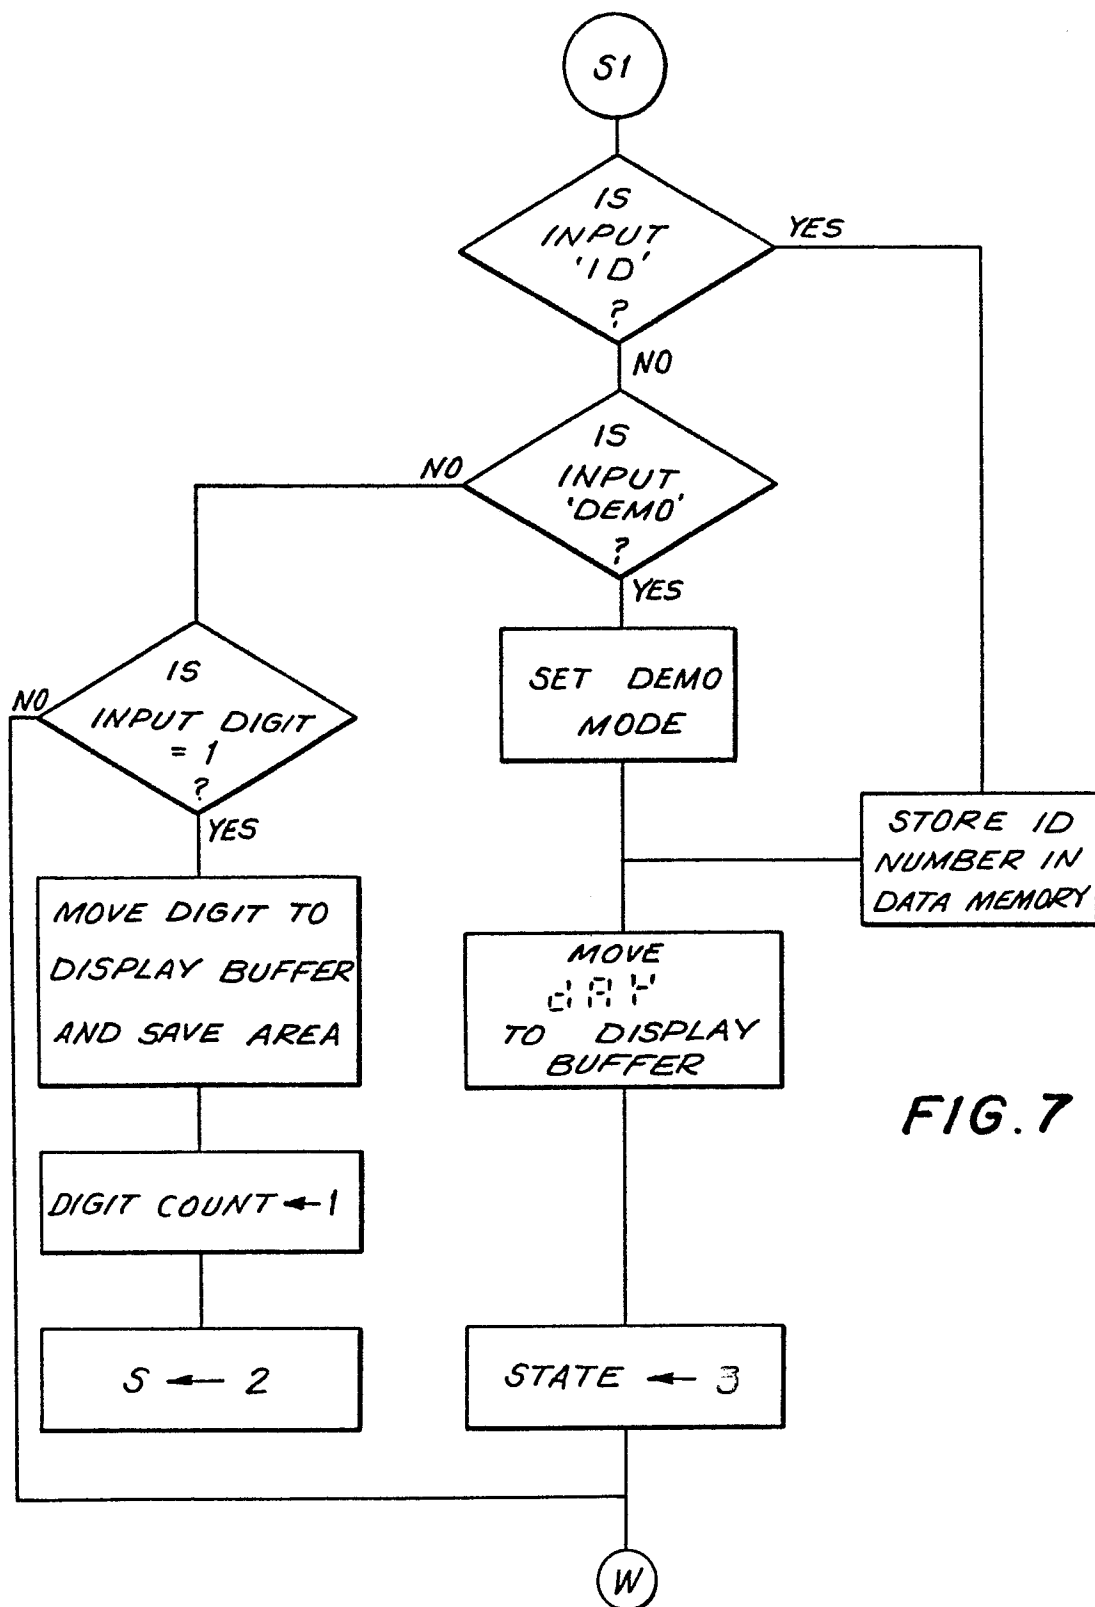 S1
IS
INPUT
'ID'
?
YES
NO
IS
INPUT
'DEMO'
?
NO
YES
SET DEMO
MODE
IS
INPUT DIGIT
= 1
?
NO
YES
STORE ID
NUMBER IN
DATA MEMORY
MOVE DIGIT TO
DISPLAY BUFFER
AND SAVE AREA
MOVE
dAY
TO DISPLAY
BUFFER
FIG. 7
DIGIT COUNT ← 1
S ← 2
STATE ← 3
W